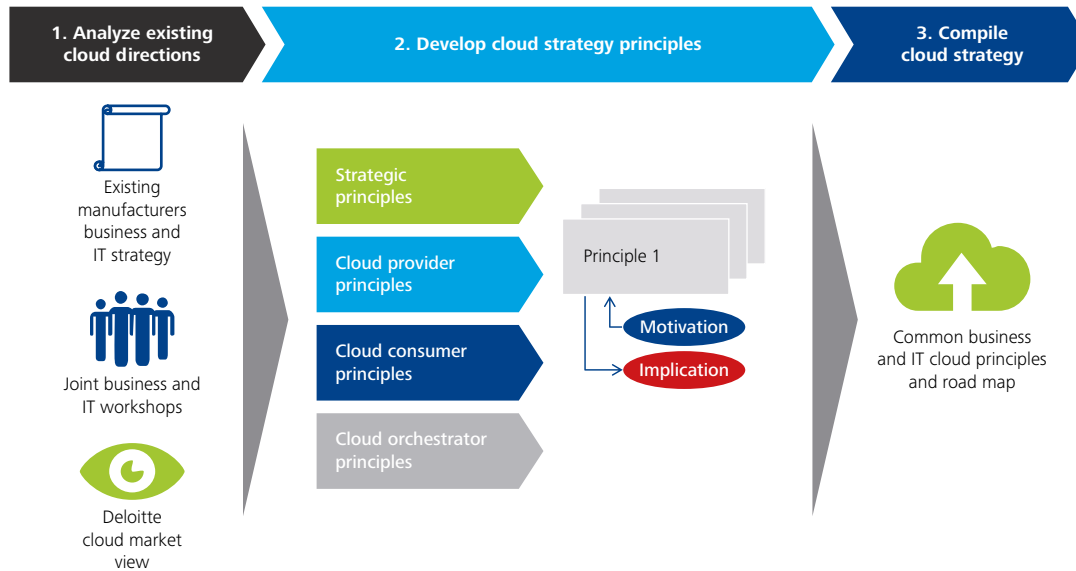 1. Analyze existing
cloud directions
2. Develop cloud strategy principles
3. Compile
cloud strategy
Existing
manufacturers
business and
IT strategy
Joint business and
IT workshops
Deloitte
cloud market
view
Strategic
principles
Cloud provider
principles
Cloud consumer
principles
Cloud orchestrator
principles
Principle 1
Motivation
Implication
Common business
and IT cloud principles
and road map